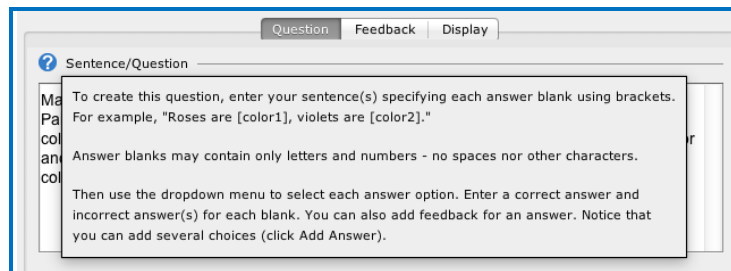 Question Feedback Display
Sentence/Question
To create this question, enter your sentence(s) specifying each answer blank using brackets.
For example, "Roses are [color1], violets are [color2]."
Answer blanks may contain only letters and numbers - no spaces nor other characters.
Then use the dropdown menu to select each answer option. Enter a correct answer and
incorrect answer(s) for each blank. You can also add feedback for an answer. Notice that
you can add several choices (click Add Answer).